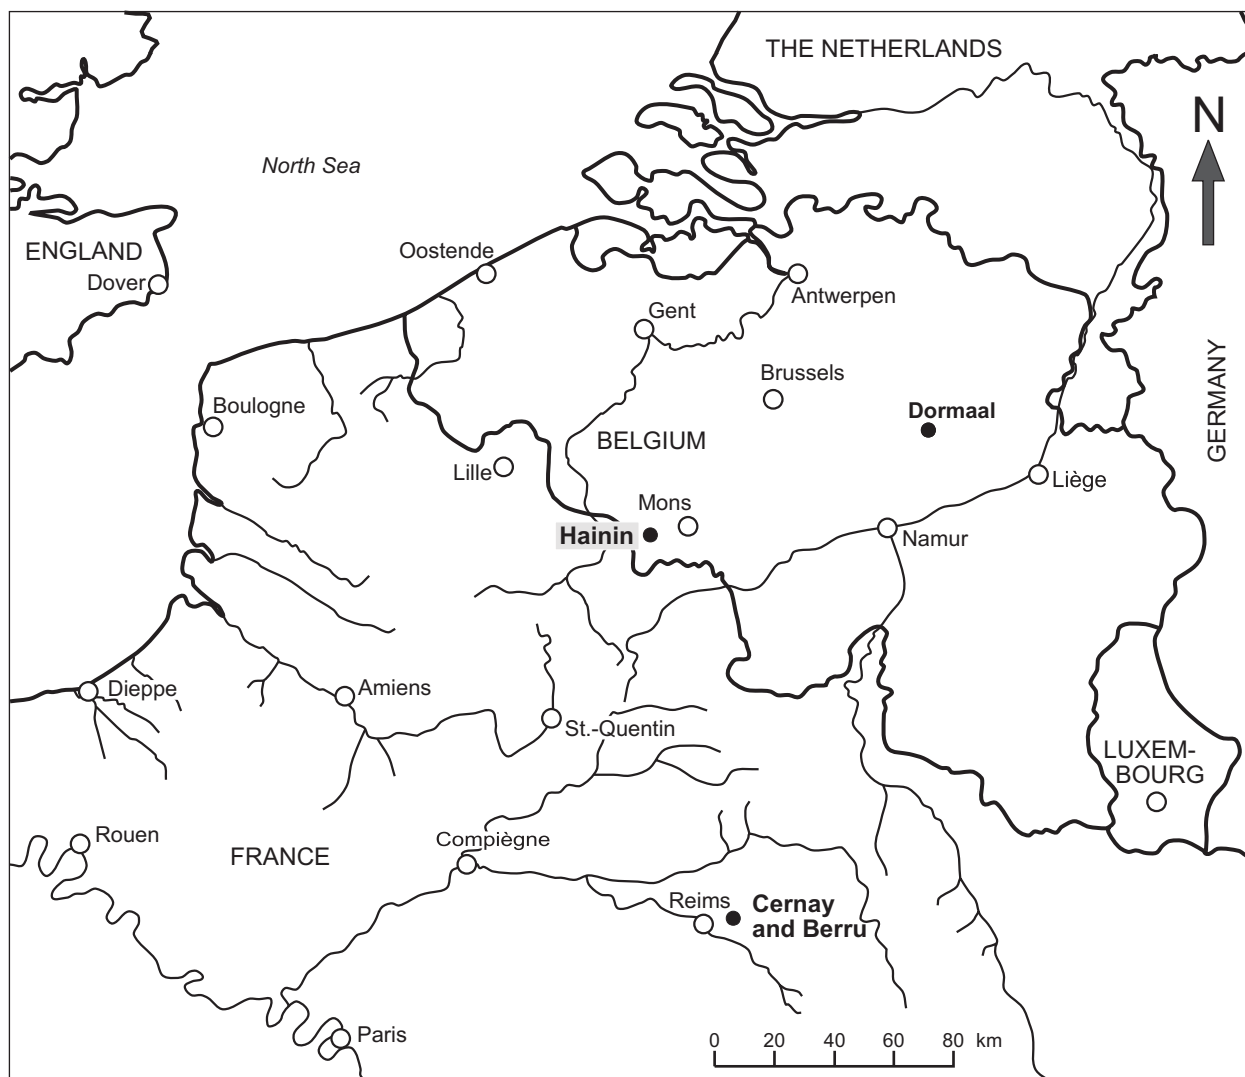 THE NETHERLANDS
N
North Sea
ENGLAND
Oostende
Dover
Antwerpen
Gent
GERMANY
Brussels
Boulogne
Dormaal
BELGIUM
Lille
Liège
Mons
Hainin
Namur
Dieppe
Amiens
St.-Quentin
LUXEM-
BOURG
Rouen
Compiègne
FRANCE
Reims
Cernay
and Berru
Paris
0 20 40 60 80 km